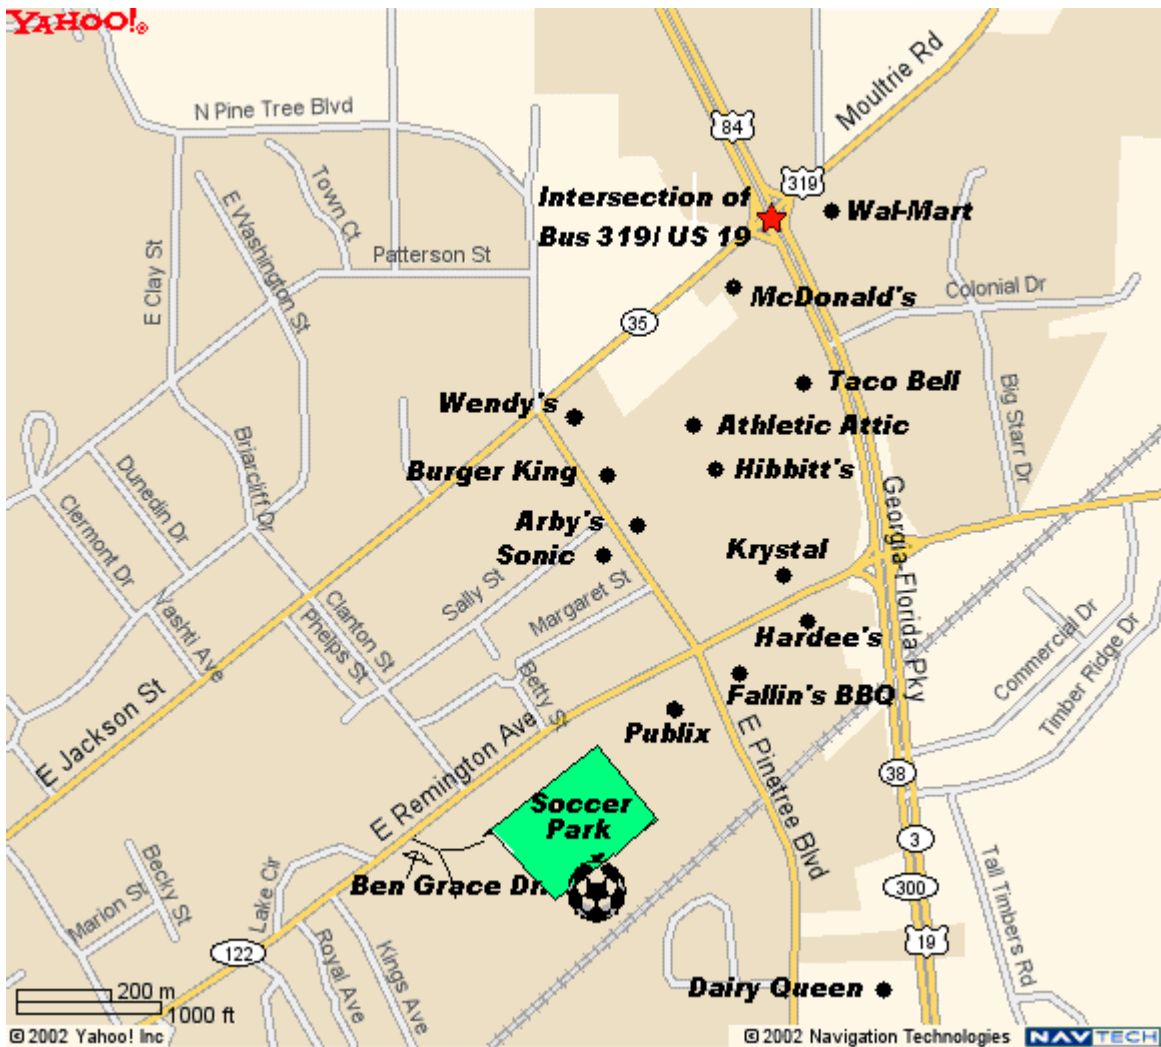 YAHOO!®
Moultrie Rd
N Pine Tree Blvd
84
319
Town Ct
E Washington St
Intersection of
Bus 319/ US 19
Wal-Mart
Patterson St
E Clay St
McDonald's
Colonial Dr
35
Taco Bell
Wendy's
Athletic Attic
Big Starr Dr
Briarcliff Dr
Dunedin Dr
Burger King
Hibbitt's
Clermont Dr
Georgia-Florida Pky
Arby's
Sonic
Krystal
Sally St
Margaret St
Vashti Ave
Clanton St
Phelps St
Hardee's
Commercial Dr
Timber Ridge Dr
Betty St
Fallin's BBQ
E Jackson St
Publix
E Remington Ave
E Pinetree Blvd
38
Soccer
Park
3
Becky St
Lake Cir
Ben Grace Dr
300
Tall Timbers Rd
Marion St
122
Royal Ave
Kings Ave
19
Dairy Queen
200 m
1000 ft
© 2002 Yahoo! Inc
© 2002 Navigation Technologies
NAVTECH